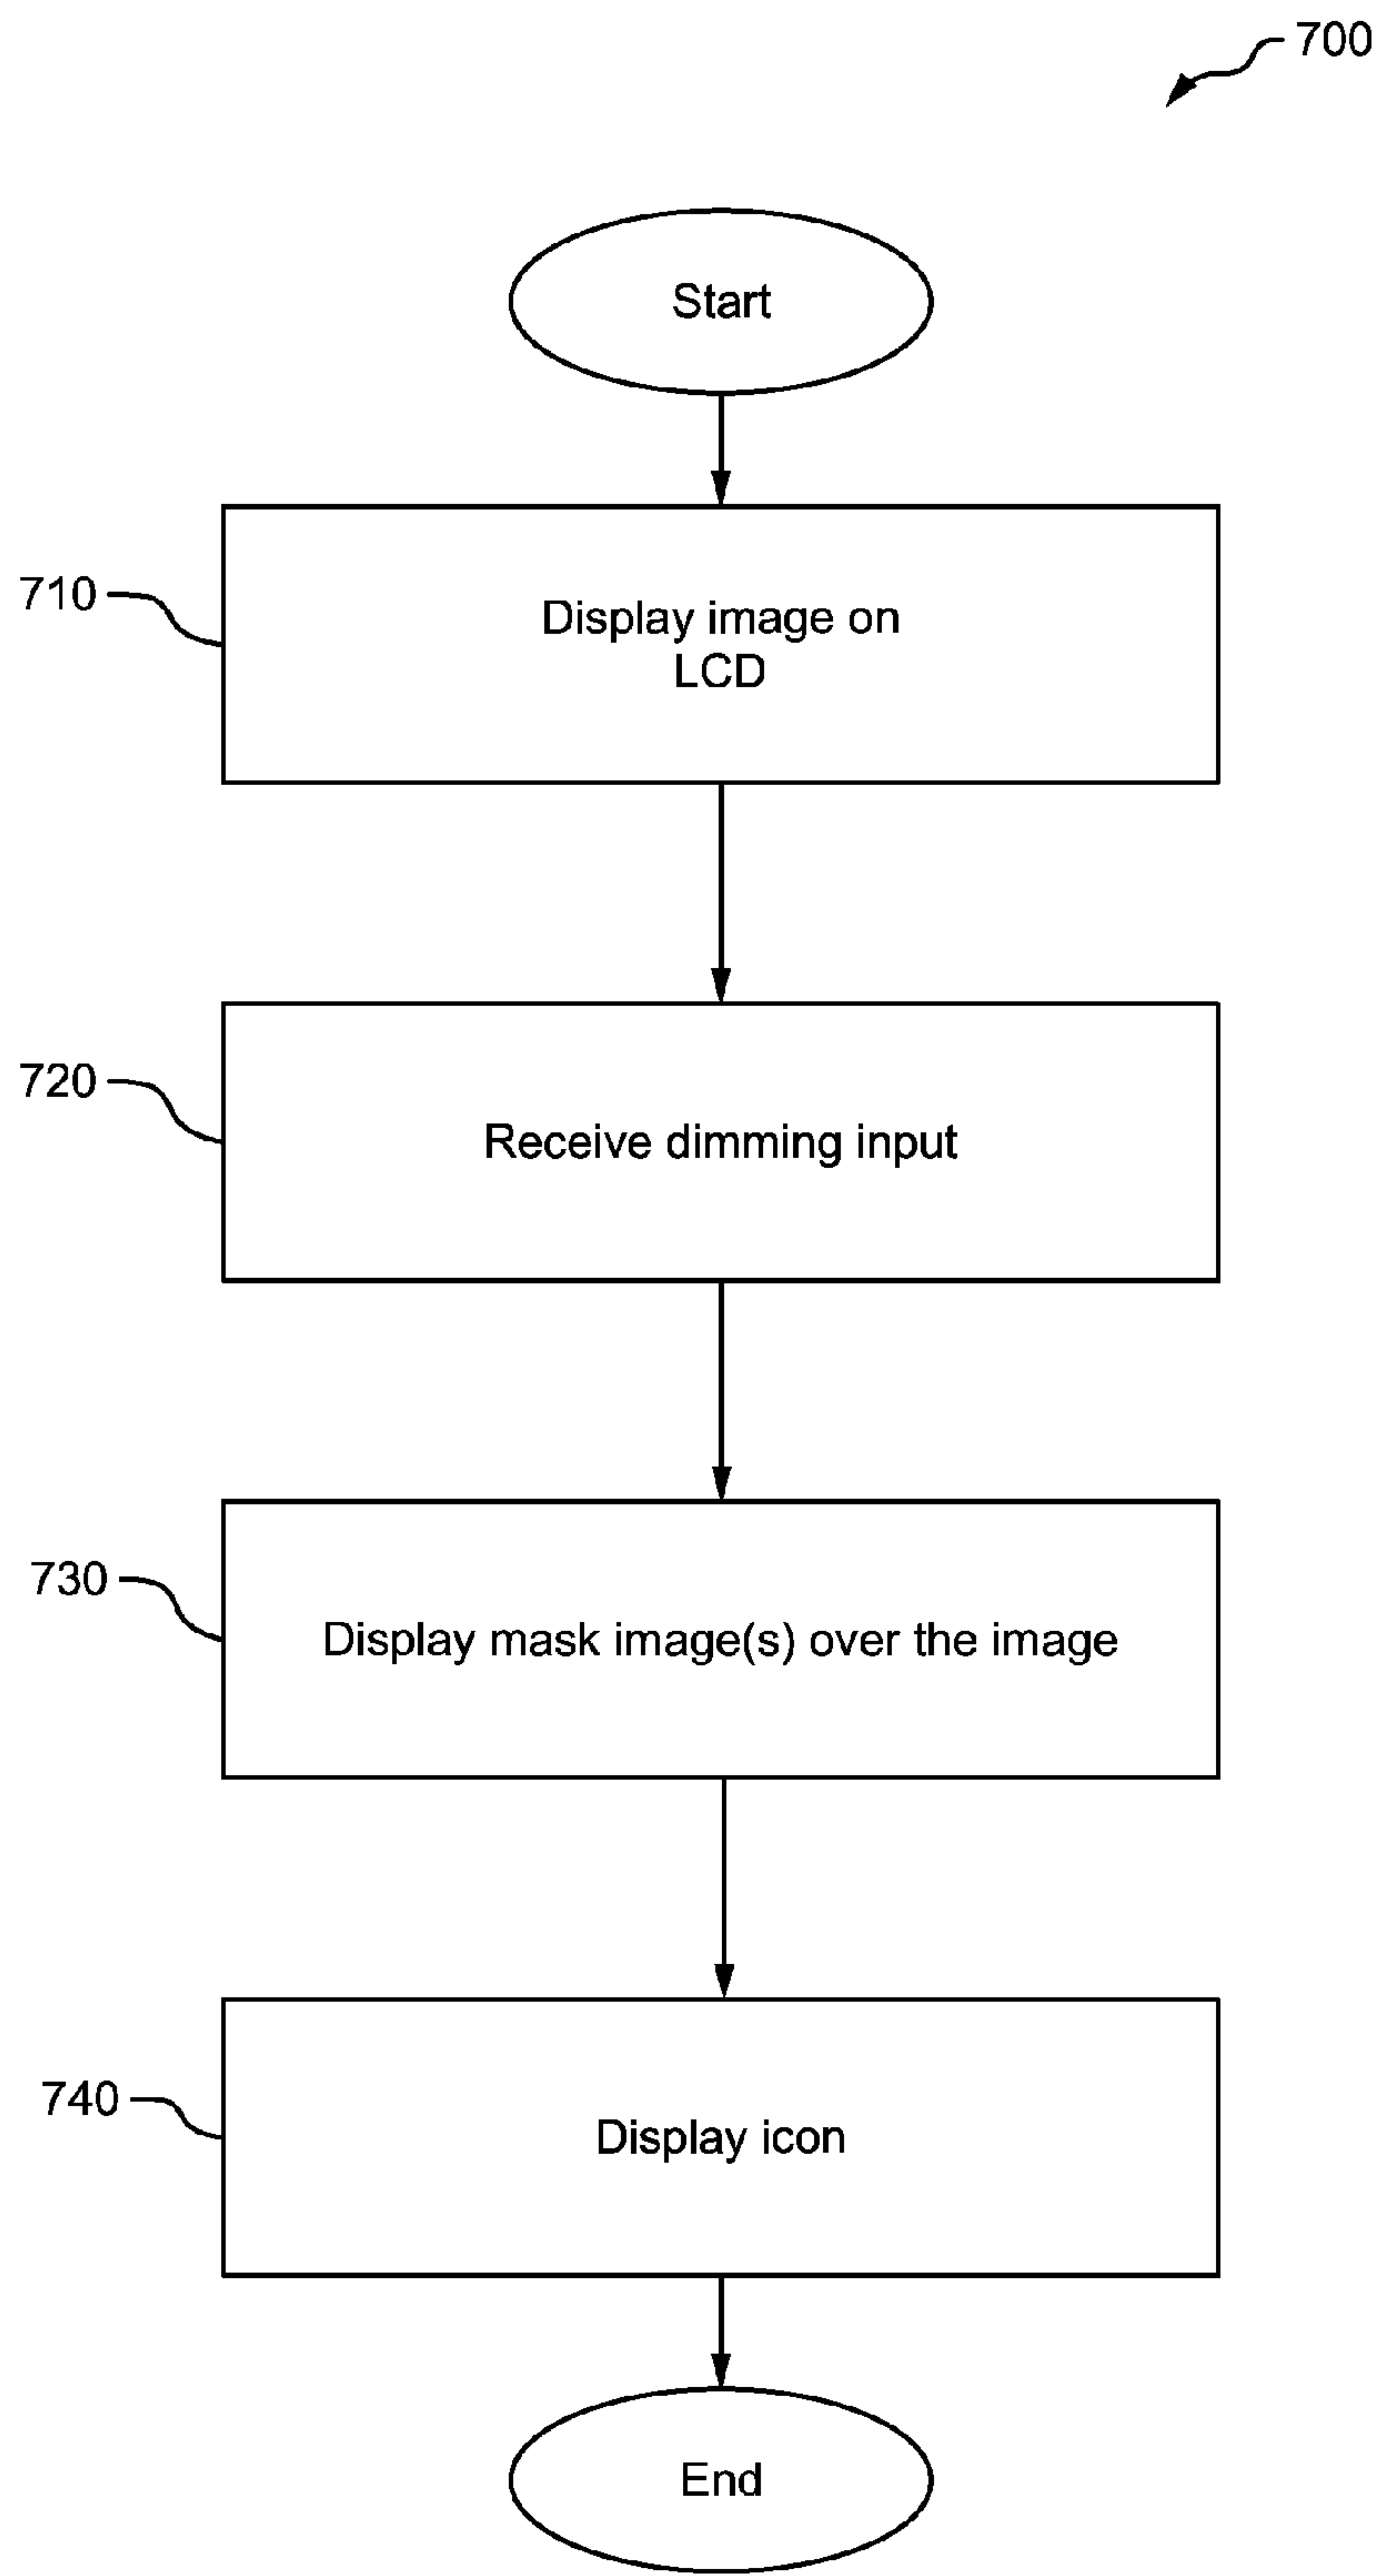 700
Start
710
Display image on
LCD
720
Receive dimming input
730
Display mask image(s) over the image
740
Display icon
End